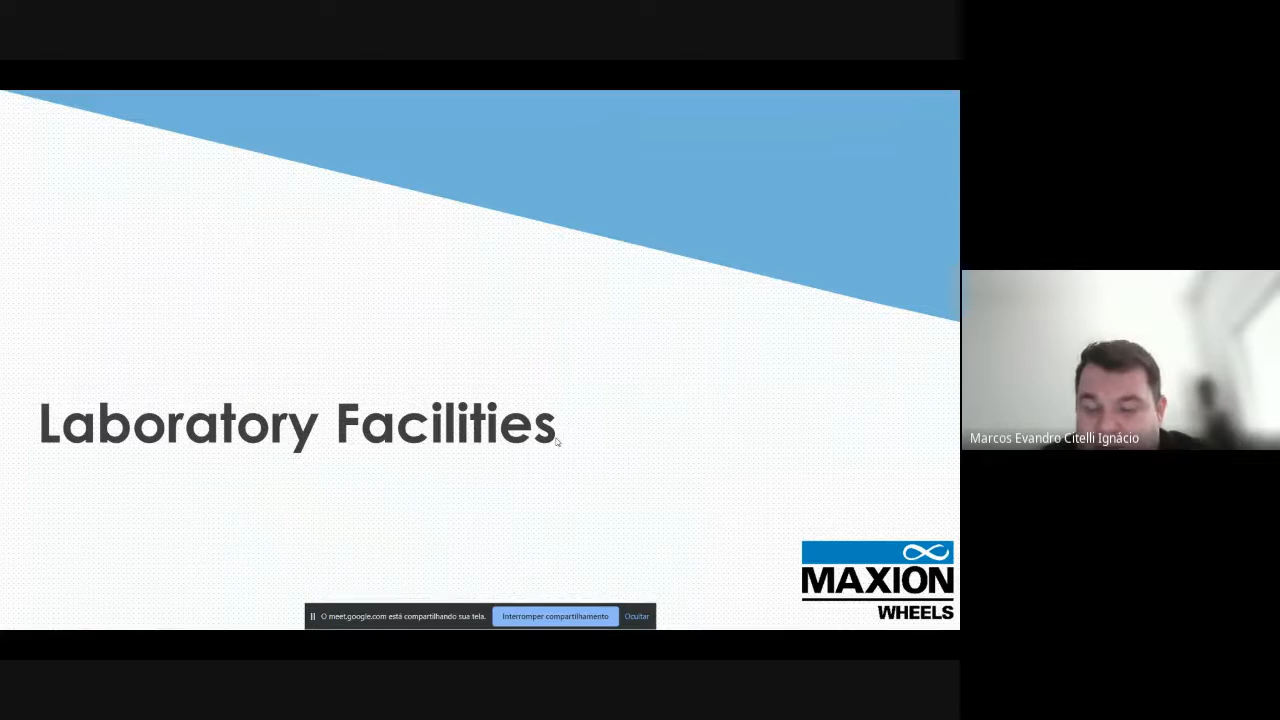 Laboratory Facilities
MAXION
WHEELS
O meet.google.com está compartilhando sua tela. Interromper compartilhamento Ocultar
Marcos Evandro Citelli Ignácio